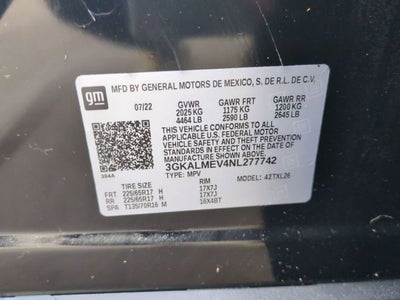 gm
MFD BY GENERAL MOTORS DE MEXICO, S. DE R.L. DE C.V.
07/22 GVWR GAWR FRT GAWR RR
2025 KG 1175 KG 1200 KG
4464 LB 2590 LB 2645 LB
THIS VEHICLE CONFORMS TO ALL APPLICABLE
U.S. FEDERAL MOTOR
VEHICLE SAFETY AND THEFT PREVENTION
STANDARDS IN EFFECT ON THE DATE OF
MANUFACTURE SHOWN ABOVE.
3GKALMEV4NL277742
TYPE: MPV MODEL: 42TXL26
TIRE SIZE RIM
FRT 225/65R17 H 17X7J
RR 225/65R17 H 17X7J
SPA T135/70R16 M 16X4BT